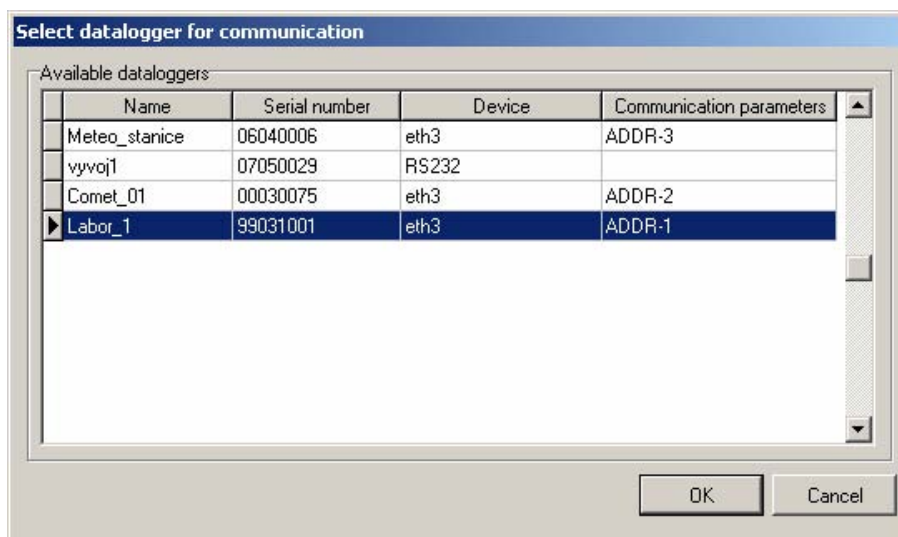 Select datalogger for communication
Available dataloggers
Name Serial number Device Communication parameters
Meteo_stanice 06040006 eth3 ADDR-3
vyvoj1 07050029 RS232
Comet_01 00030075 eth3 ADDR-2
Labor_1 99031001 eth3 ADDR-1
OK Cancel